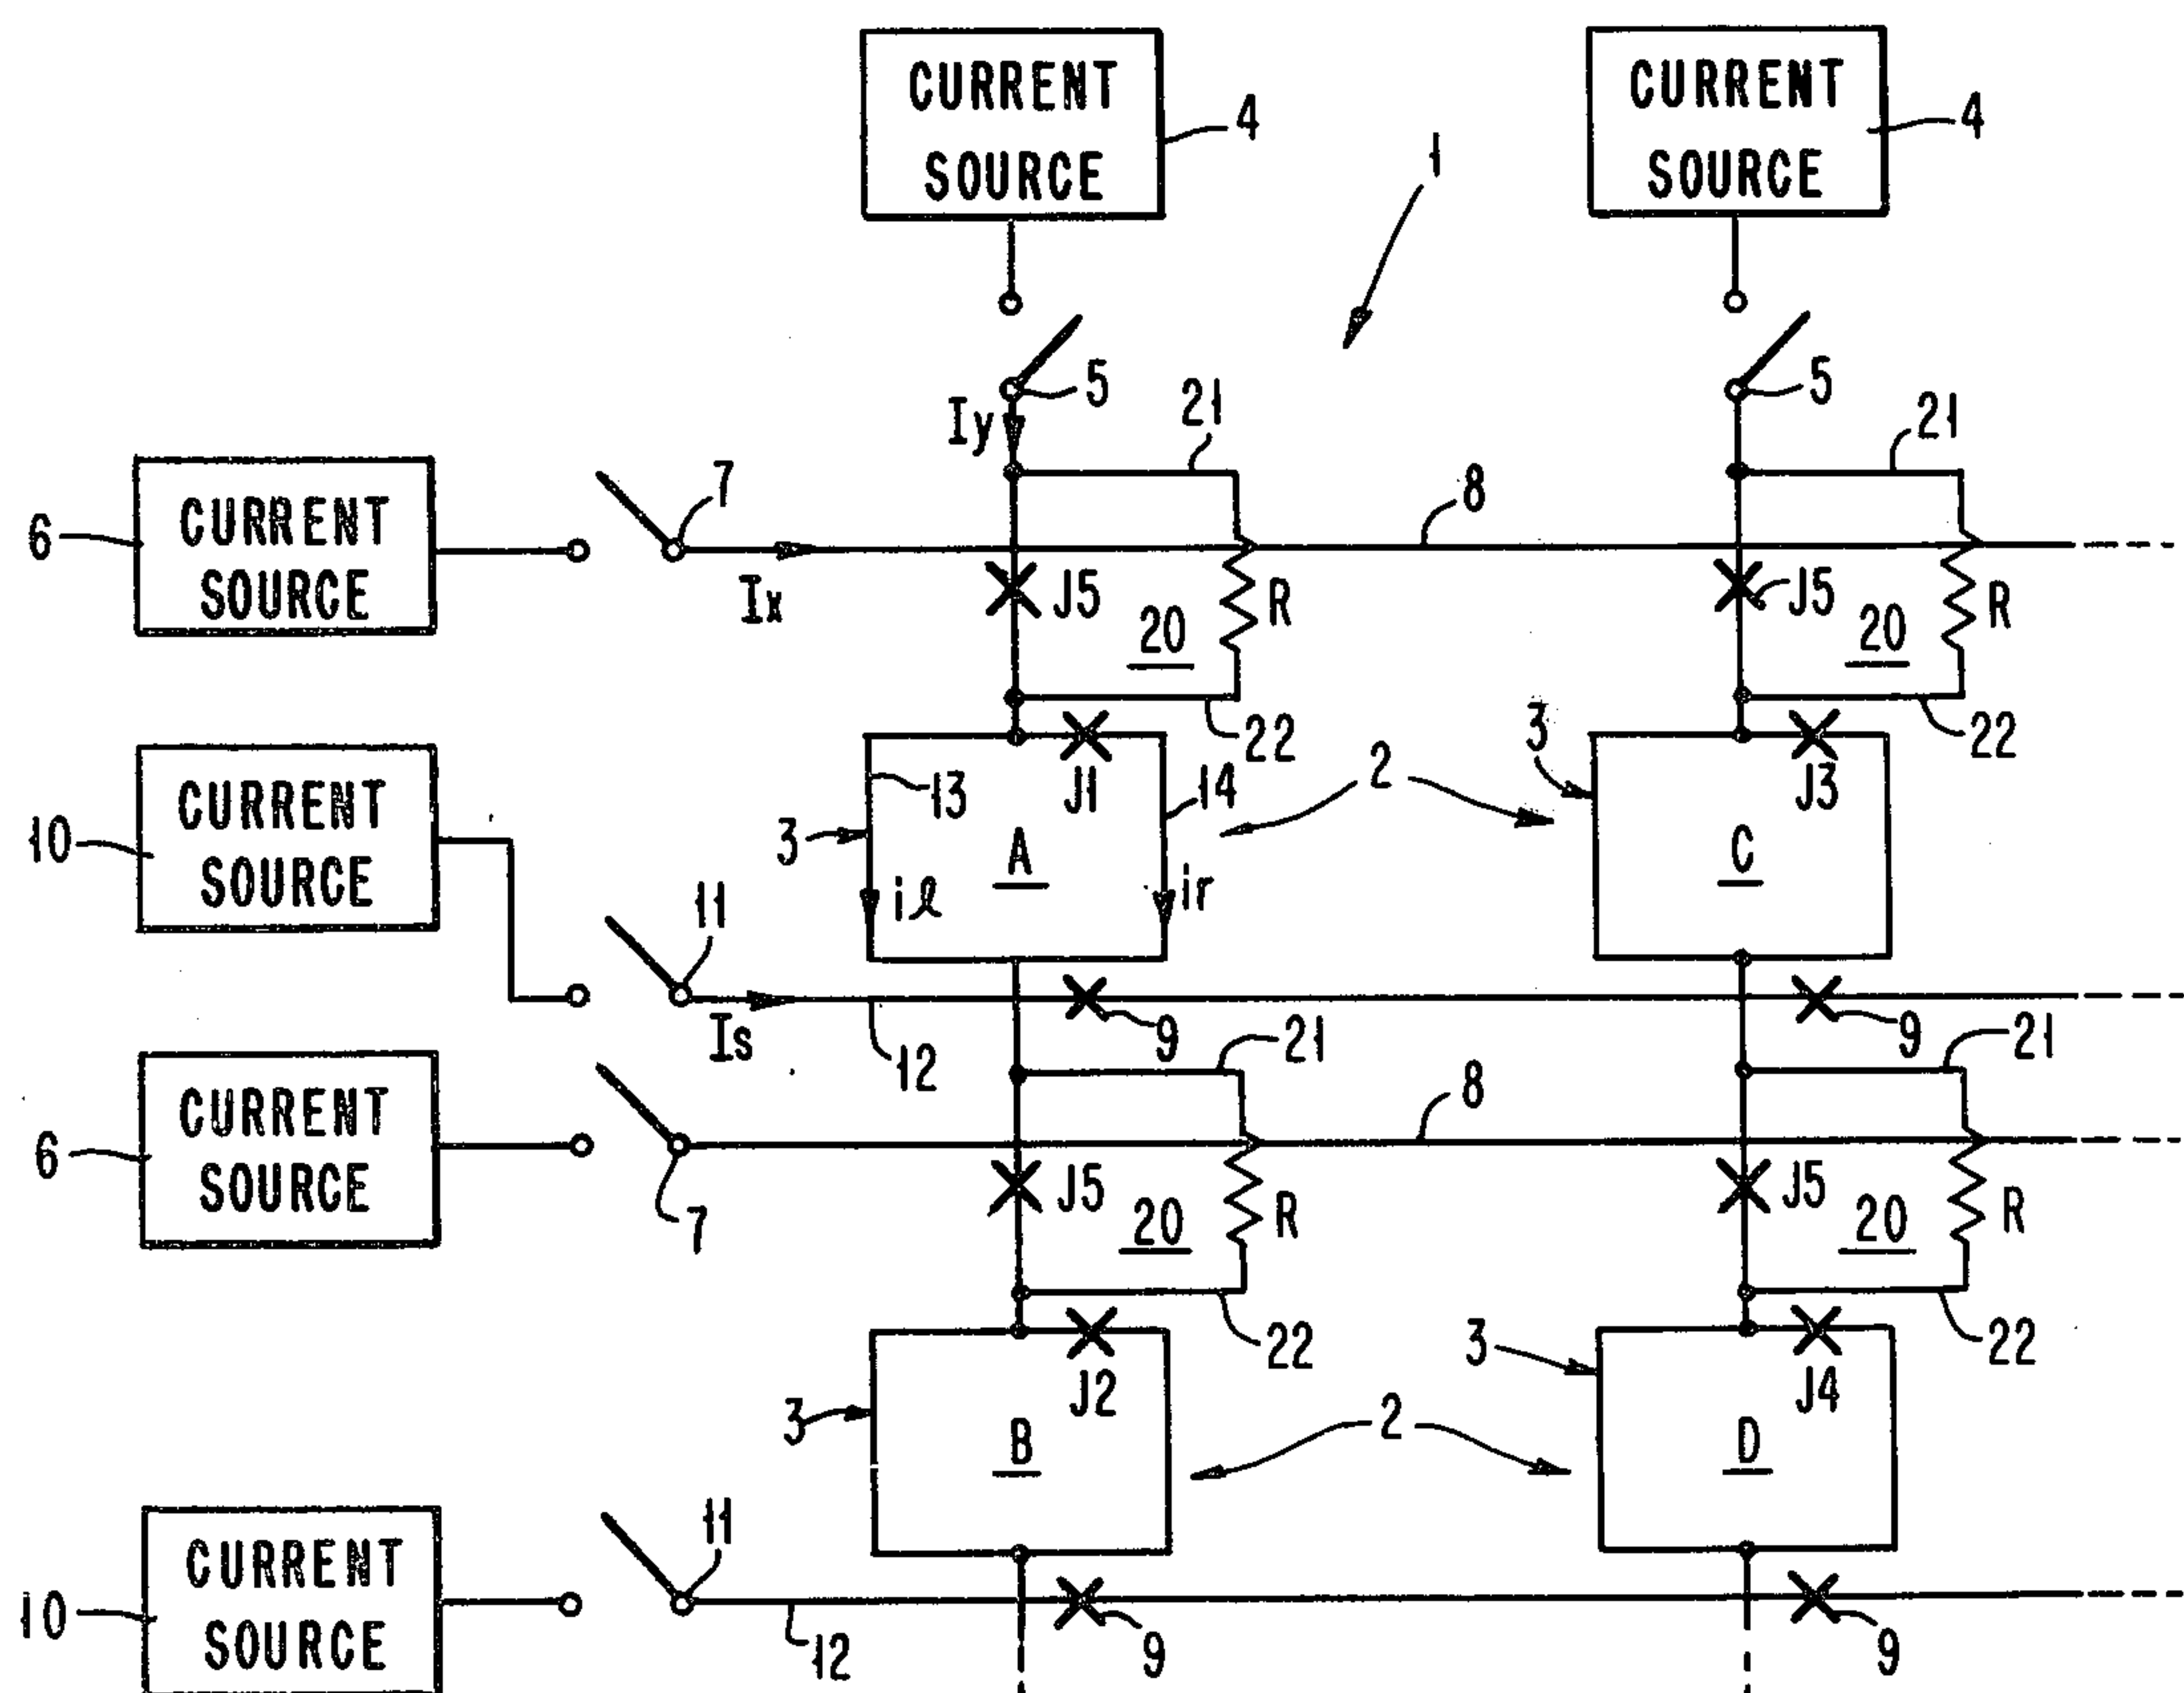 CURRENT SOURCE
4
CURRENT SOURCE
4
1
5
5
Iy
21
21
6
CURRENT SOURCE
7
Ix
8
J5
20
R
J5
20
R
22
22
10
CURRENT SOURCE
3
13
J1
14
2
3
J3
A
C
il
ir
11
Is
12
9
9
21
21
6
CURRENT SOURCE
7
8
J5
20
R
J5
20
R
22
22
3
J2
B
2
3
J4
D
10
CURRENT SOURCE
11
12
9
9